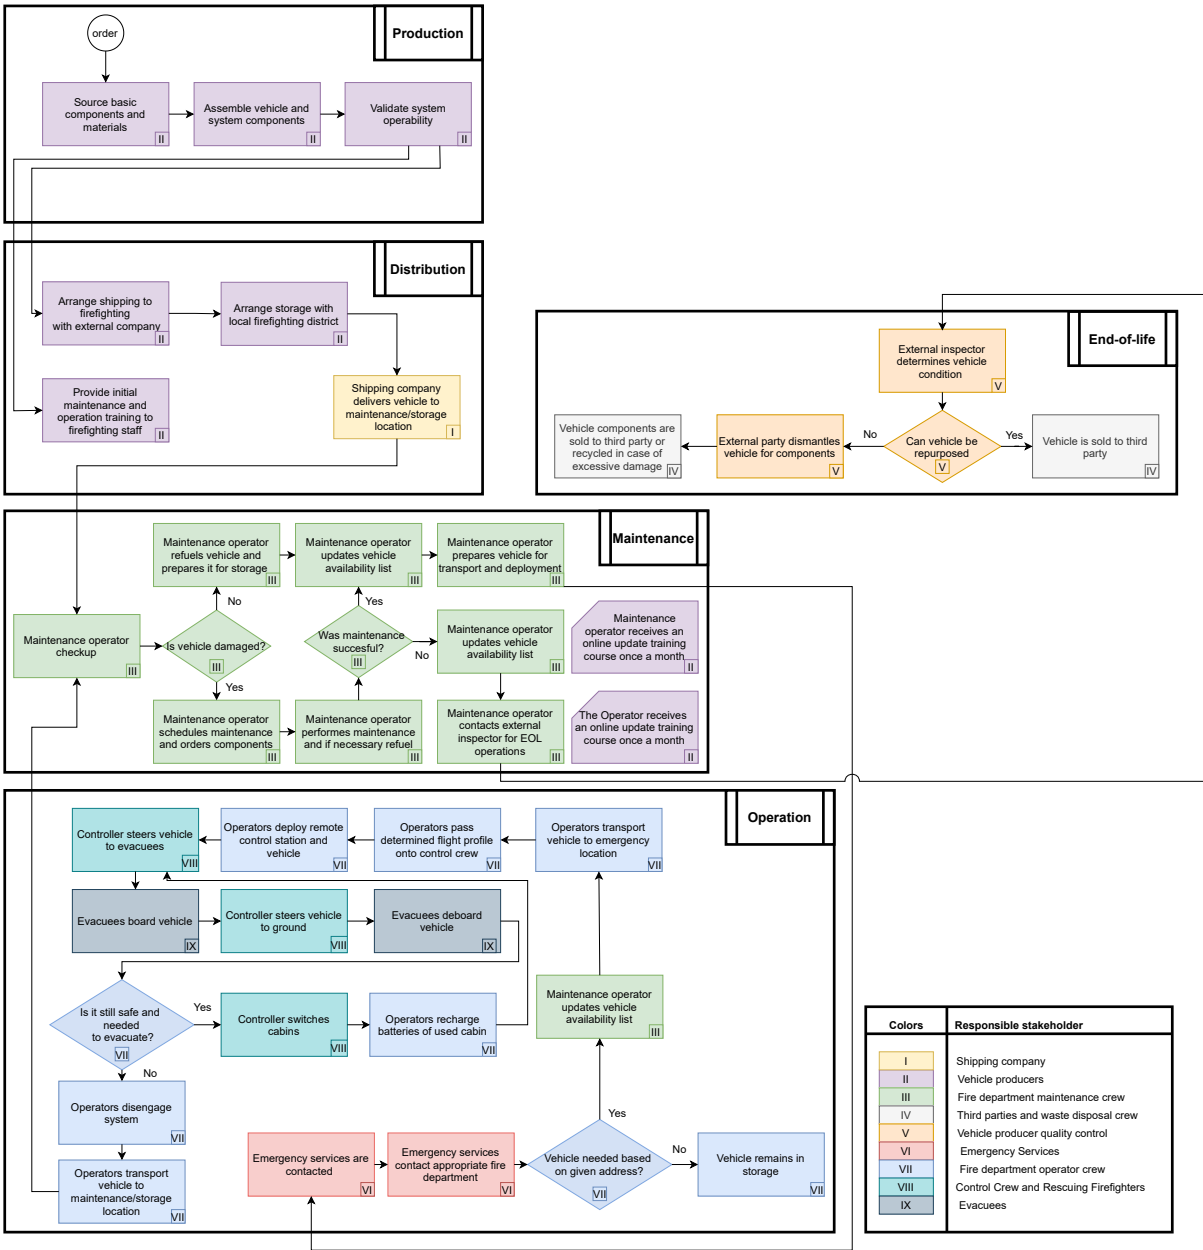 Production
order
Source basic
components and
materials
II
Assemble vehicle and
system components
II
Validate system
operability
II
Distribution
Arrange shipping to
firefighting
with external company
II
Arrange storage with
local firefighting district
II
Provide initial
maintenance and
operation training to
firefighting staff
II
Shipping company
delivers vehicle to
maintenance/storage
location
I
End-of-life
External inspector
determines vehicle
condition
V
Can vehicle be
repurposed
V
No
Yes
External party dismantles
vehicle for components
V
Vehicle components are
sold to third party or
recycled in case of
excessive damage
IV
Vehicle is sold to third
party
IV
Maintenance
Maintenance operator
refuels vehicle and
prepares it for storage
III
Maintenance operator
updates vehicle
availability list
III
Maintenance operator
prepares vehicle for
transport and deployment
III
No
Yes
Maintenance operator
checkup
III
Is vehicle damaged?
III
Was maintenance
succesful?
III
No
Maintenance operator
updates vehicle
availability list
III
Maintenance
operator receives an
online update training
course once a month
II
Yes
Maintenance operator
schedules maintenance
and orders components
III
Maintenance operator
performes maintenance
and if necessary refuel
III
Maintenance operator
contacts external
inspector for EOL
operations
III
The Operator receives
an online update training
course once a month
II
Operation
Controller steers vehicle
to evacuees
VIII
Operators deploy remote
control station and
vehicle
VII
Operators pass
determined flight profile
onto control crew
VII
Operators transport
vehicle to emergency
location
VII
Evacuees board vehicle
IX
Controller steers vehicle
to ground
VIII
Evacuees deboard
vehicle
IX
Is it still safe and
needed
to evacuate?
VII
Yes
Controller switches
cabins
VIII
Operators recharge
batteries of used cabin
VII
Maintenance operator
updates vehicle
availability list
III
No
Operators disengage
system
VII
Operators transport
vehicle to
maintenance/storage
location
VII
Emergency services are
contacted
VI
Emergency services
contact appropriate fire
department
VI
Yes
Vehicle needed based
on given address?
VII
No
Vehicle remains in
storage
VII
Colors Responsible stakeholder
I Shipping company
II Vehicle producers
III Fire department maintenance crew
IV Third parties and waste disposal crew
V Vehicle producer quality control
VI Emergency Services
VII Fire department operator crew
VIII Control Crew and Rescuing Firefighters
IX Evacuees